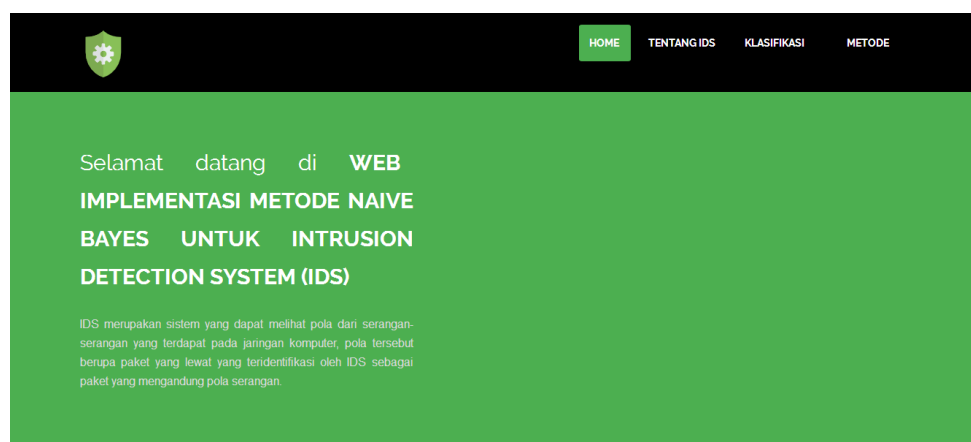 HOME TENTANG IDS KLASIFIKASI METODE
Selamat datang di WEB
IMPLEMENTASI METODE NAIVE
BAYES UNTUK INTRUSION
DETECTION SYSTEM (IDS)
IDS merupakan sistem yang dapat melihat pola dari serangan-
serangan yang terdapat pada jaringan komputer, pola tersebut
berupa paket yang lewat yang teridentifikasi oleh IDS sebagai
paket yang mengandung pola serangan.